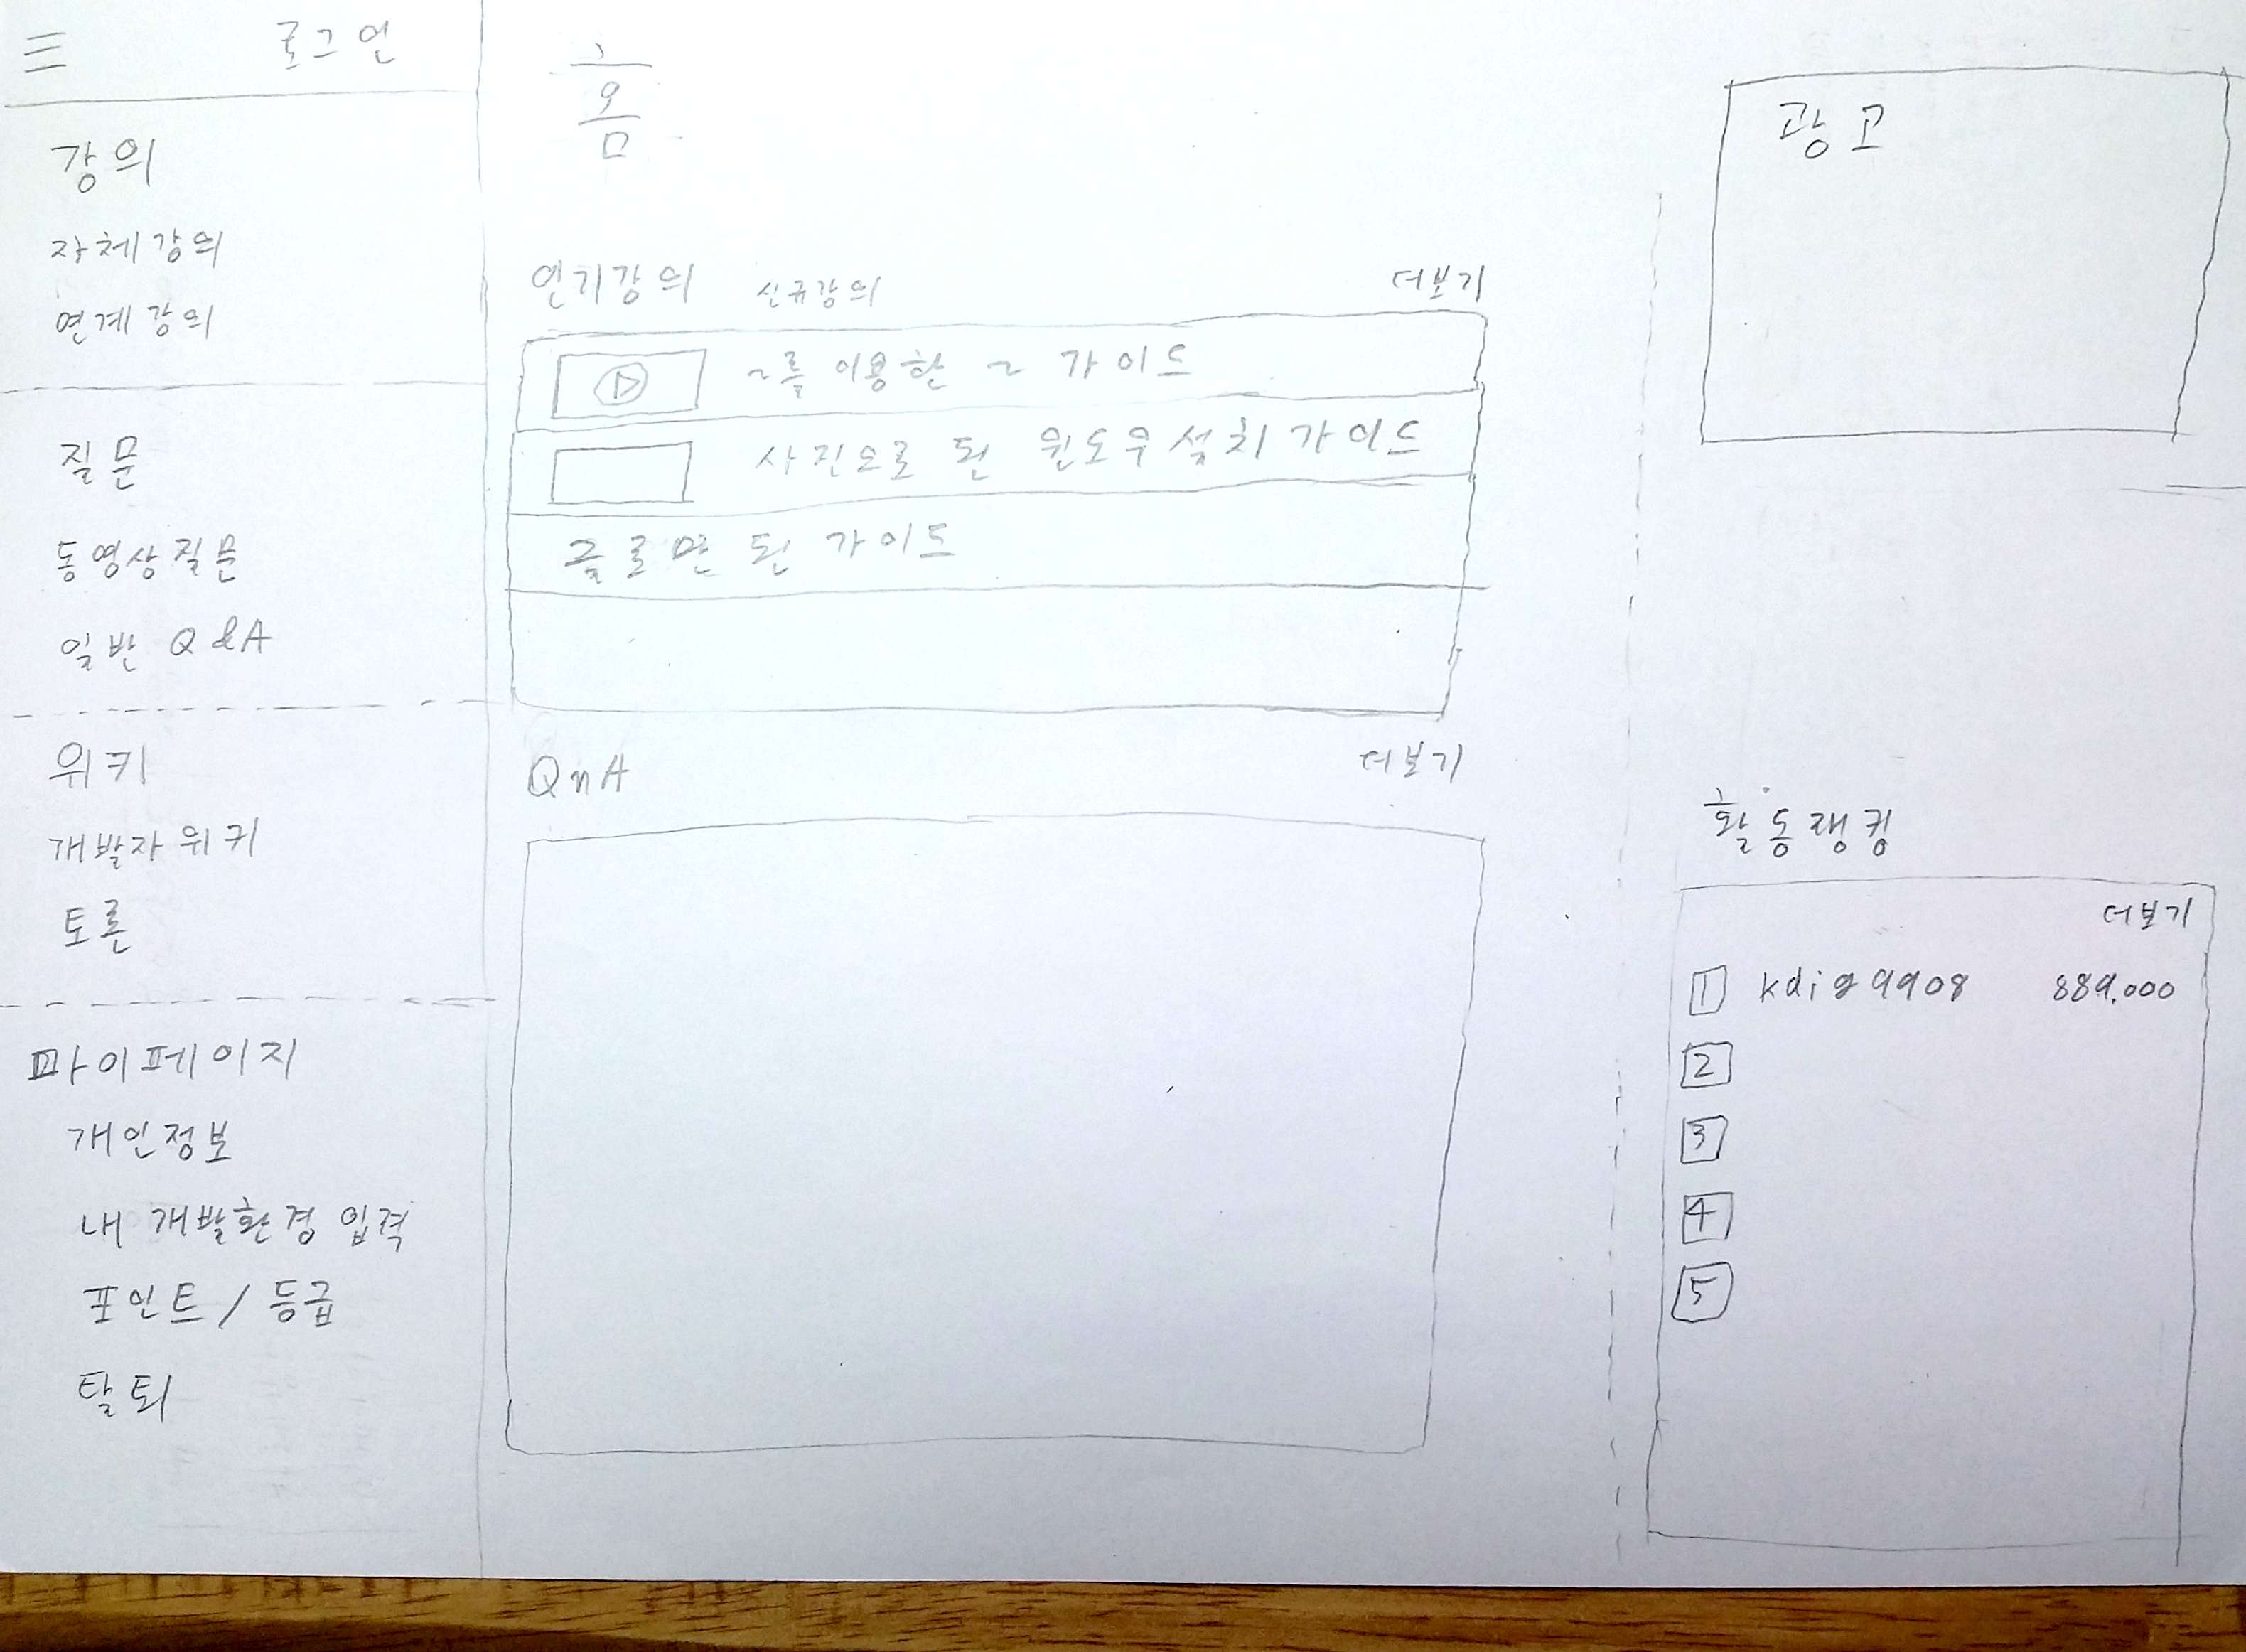 로그인
강의
자체강의
연계강의
질문
동영상질문
일반 Q&A
위키
개발자위키
토론
마이페이지
개인정보
내 개발환경 입력
포인트 / 등급
탈퇴
홈
인기강의 신규강의 더보기
~를 이용한 ~ 가이드
사진으로 된 윈도우 설치 가이드
글로만 된 가이드
QnA 더보기
광고
활동랭킹
더보기
1 kdig9908 889,000
2
3
4
5